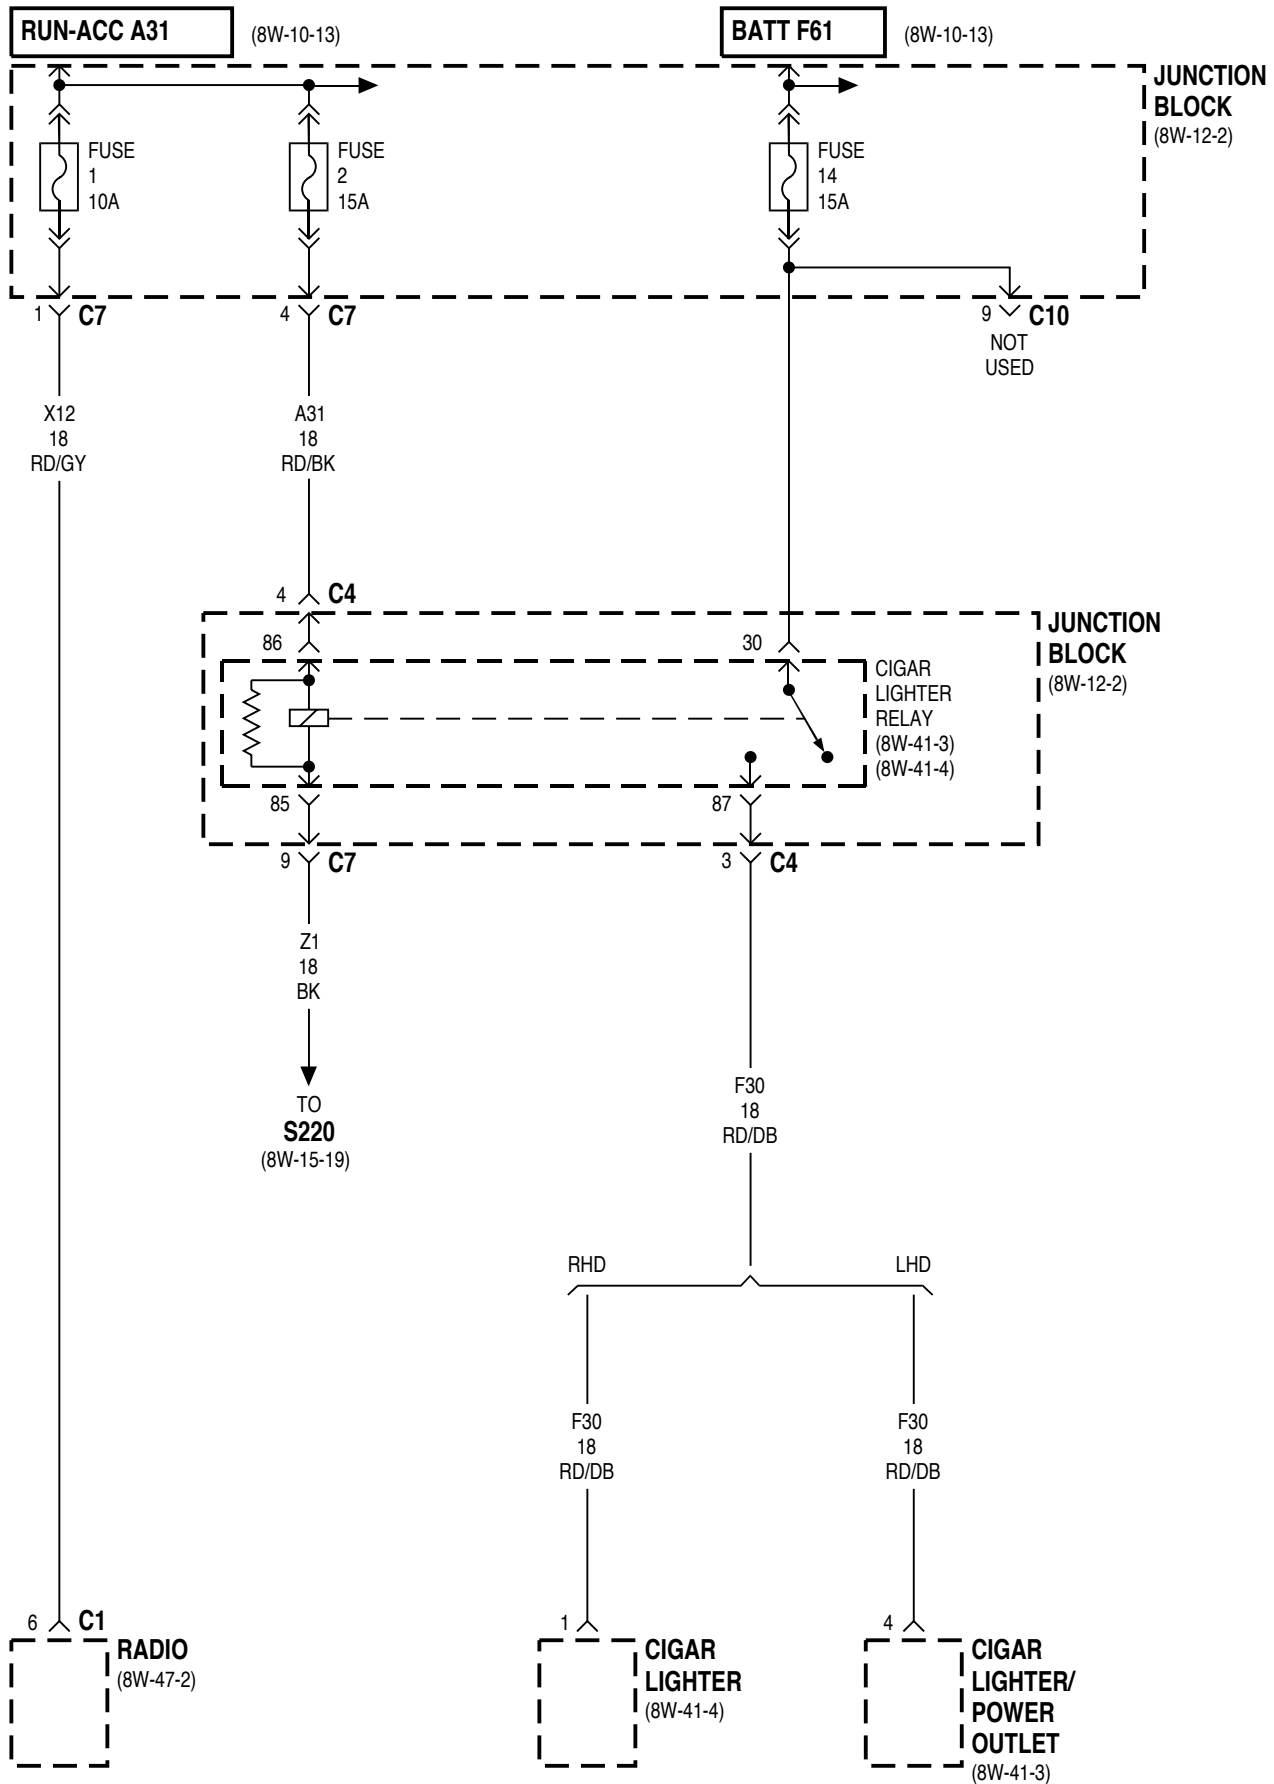 RUN-ACC A31
(8W-10-13)
BATT F61
(8W-10-13)
JUNCTION
BLOCK
(8W-12-2)
FUSE
1
10A
FUSE
2
15A
FUSE
14
15A
1
C7
4
C7
9
C10
NOT
USED
X12
18
RD/GY
A31
18
RD/BK
4
C4
JUNCTION
BLOCK
(8W-12-2)
86
30
CIGAR
LIGHTER
RELAY
(8W-41-3)
(8W-41-4)
85
87
9
C7
3
C4
Z1
18
BK
TO
S220
(8W-15-19)
F30
18
RD/DB
RHD
LHD
F30
18
RD/DB
F30
18
RD/DB
6
C1
RADIO
(8W-47-2)
1
CIGAR
LIGHTER
(8W-41-4)
4
CIGAR
LIGHTER/
POWER
OUTLET
(8W-41-3)